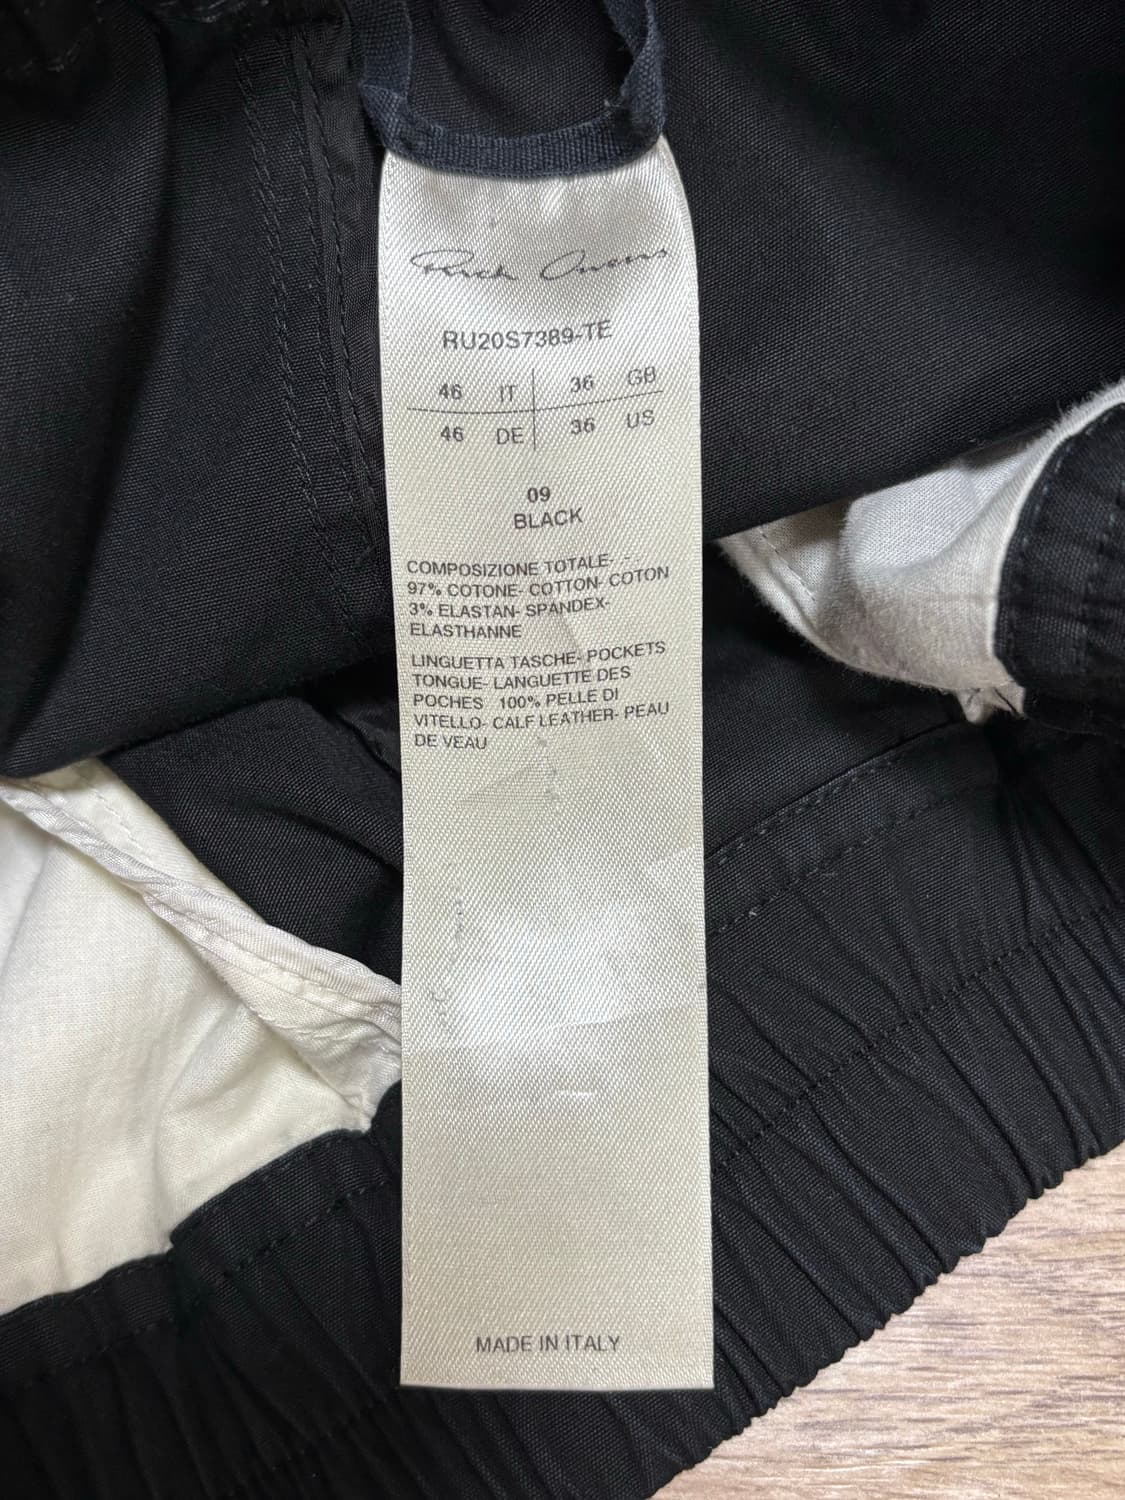 Rick Owens
RU20S7389-TE
46 IT 36 GB
46 DE 36 US
09
BLACK
COMPOSIZIONE TOTALE- -
97% COTONE- COTTON- COTON
3% ELASTAN- SPANDEX-
ELASTHANNE
LINGUETTA TASCHE- POCKETS
TONGUE- LANGUETTE DES
POCHES 100% PELLE DI
VITELLO- CALF LEATHER- PEAU
DE VEAU
MADE IN ITALY